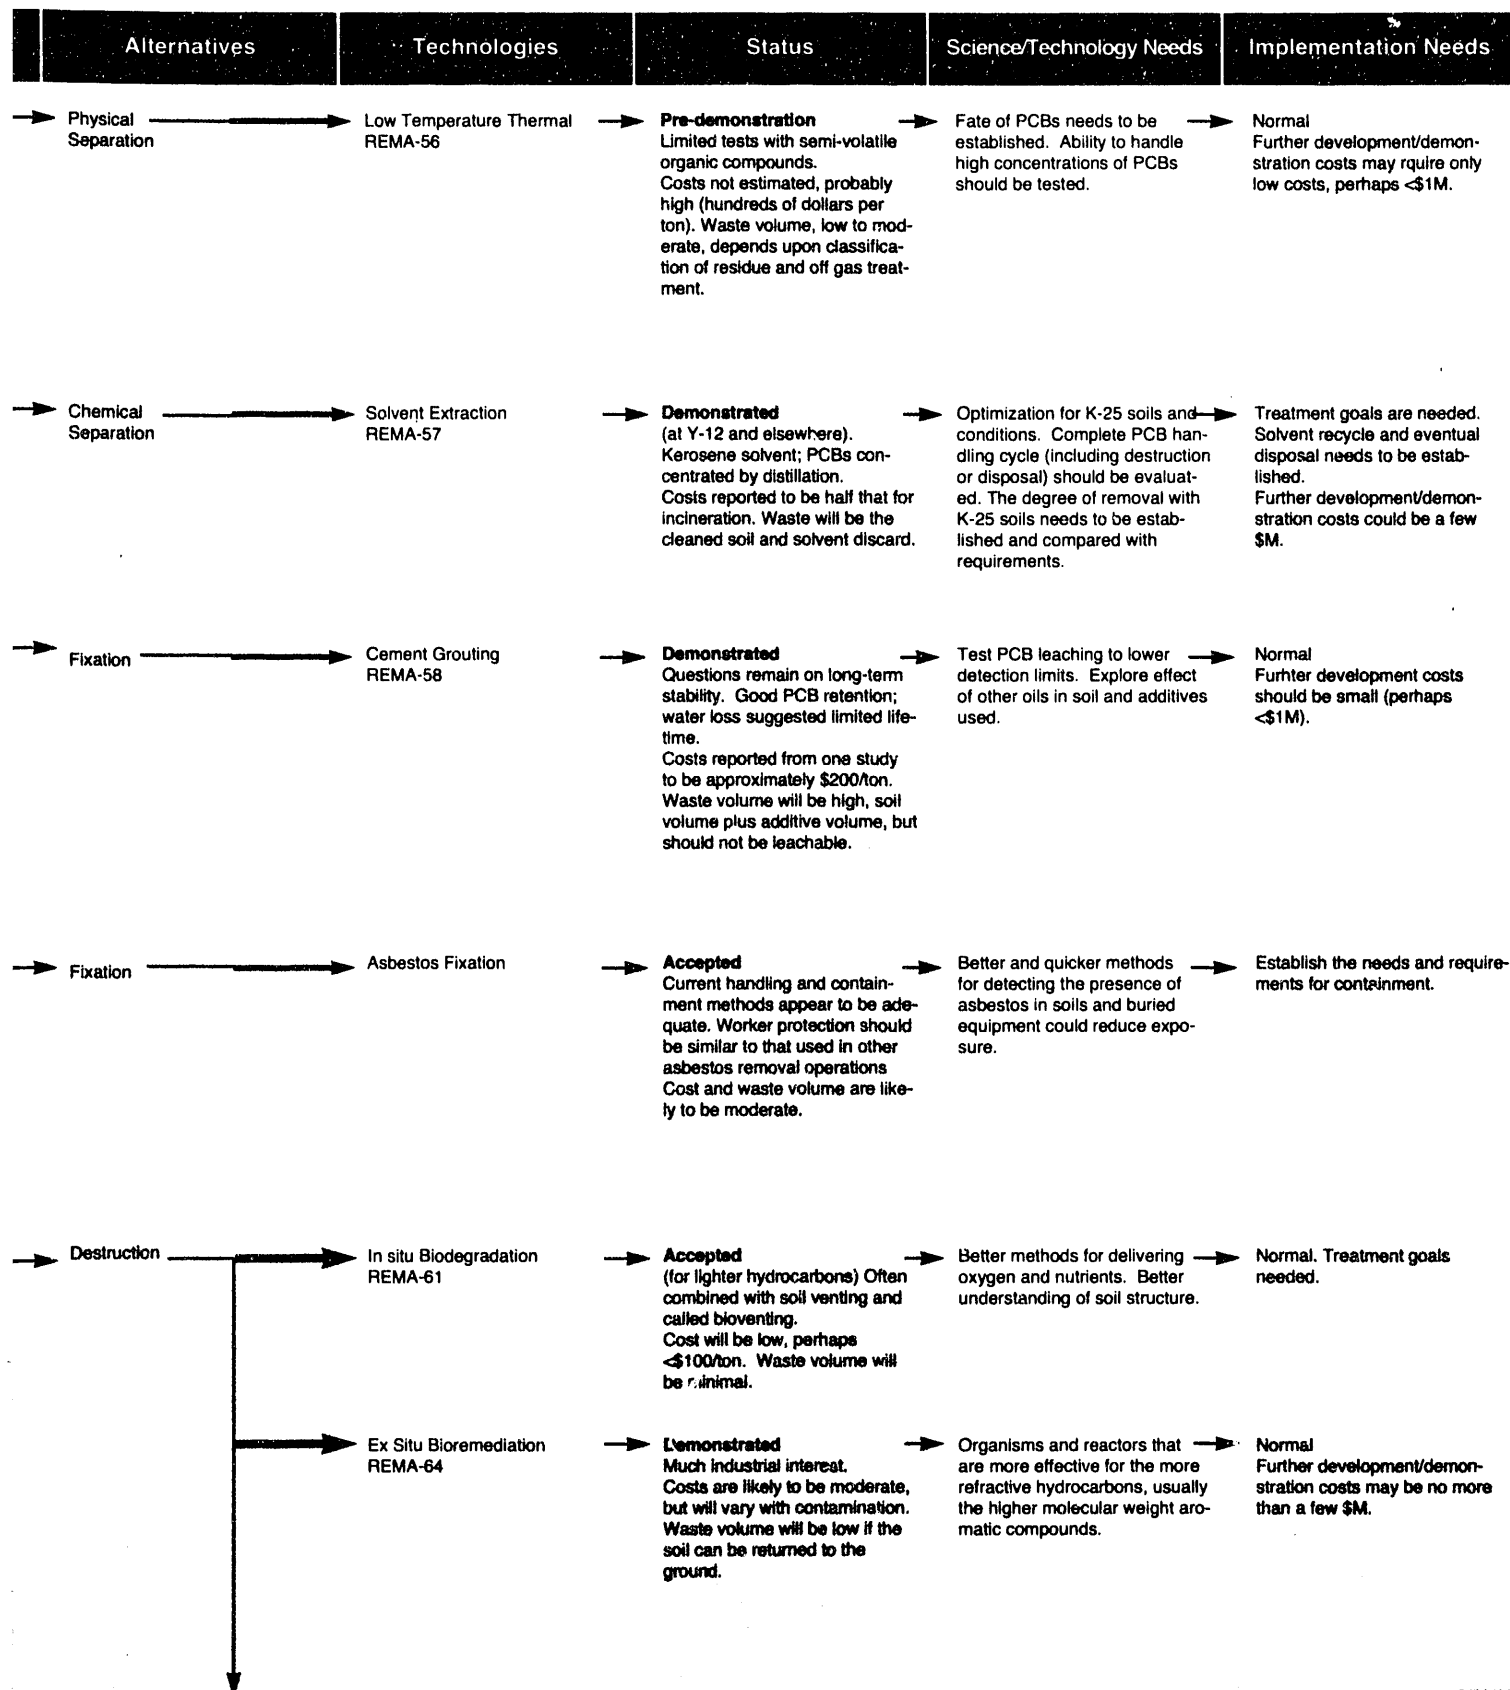 Alternatives
Technologies
Status
Science/Technology Needs
Implementation Needs
Physical
Separation
Low Temperature Thermal
REMA-56
Pre-demonstration
Limited tests with semi-volatile
organic compounds.
Costs not estimated, probably
high (hundreds of dollars per
ton). Waste volume, low to mod-
erate, depends upon classifica-
tion of residue and off gas treat-
ment.
Fate of PCBs needs to be
established. Ability to handle
high concentrations of PCBs
should be tested.
Normal
Further development/demon-
stration costs may rquire only
low costs, perhaps <$1M.
Chemical
Separation
Solvent Extraction
REMA-57
Demonstrated
(at Y-12 and elsewhere).
Kerosene solvent; PCBs con-
centrated by distillation.
Costs reported to be half that for
incineration. Waste will be the
cleaned soil and solvent discard.
Optimization for K-25 soils and
conditions. Complete PCB han-
dling cycle (including destruction
or disposal) should be evaluat-
ed. The degree of removal with
K-25 soils needs to be estab-
lished and compared with
requirements.
Treatment goals are needed.
Solvent recycle and eventual
disposal needs to be estab-
lished.
Further development/demon-
stration costs could be a few
$M.
Fixation
Cement Grouting
REMA-58
Demonstrated
Questions remain on long-term
stability. Good PCB retention;
water loss suggested limited life-
time.
Costs reported from one study
to be approximately $200/ton.
Waste volume will be high, soil
volume plus additive volume, but
should not be leachable.
Test PCB leaching to lower
detection limits. Explore effect
of other oils in soil and additives
used.
Normal
Furhter development costs
should be small (perhaps
<$1M).
Fixation
Asbestos Fixation
Accepted
Current handling and contain-
ment methods appear to be ade-
quate. Worker protection should
be similar to that used in other
asbestos removal operations
Cost and waste volume are like-
ly to be moderate.
Better and quicker methods
for detecting the presence of
asbestos in soils and buried
equipment could reduce expo-
sure.
Establish the needs and require-
ments for containment.
Destruction
In situ Biodegradation
REMA-61
Accepted
(for lighter hydrocarbons) Often
combined with soil venting and
called bioventing.
Cost will be low, perhaps
<$100/ton. Waste volume will
be minimal.
Better methods for delivering
oxygen and nutrients. Better
understanding of soil structure.
Normal. Treatment goals
needed.
Ex Situ Bioremediation
REMA-64
Demonstrated
Much industrial interest.
Costs are likely to be moderate,
but will vary with contamination.
Waste volume will be low if the
soil can be returned to the
ground.
Organisms and reactors that
are more effective for the more
refractive hydrocarbons, usually
the higher molecular weight aro-
matic compounds.
Normal
Further development/demon-
stration costs may be no more
than a few $M.